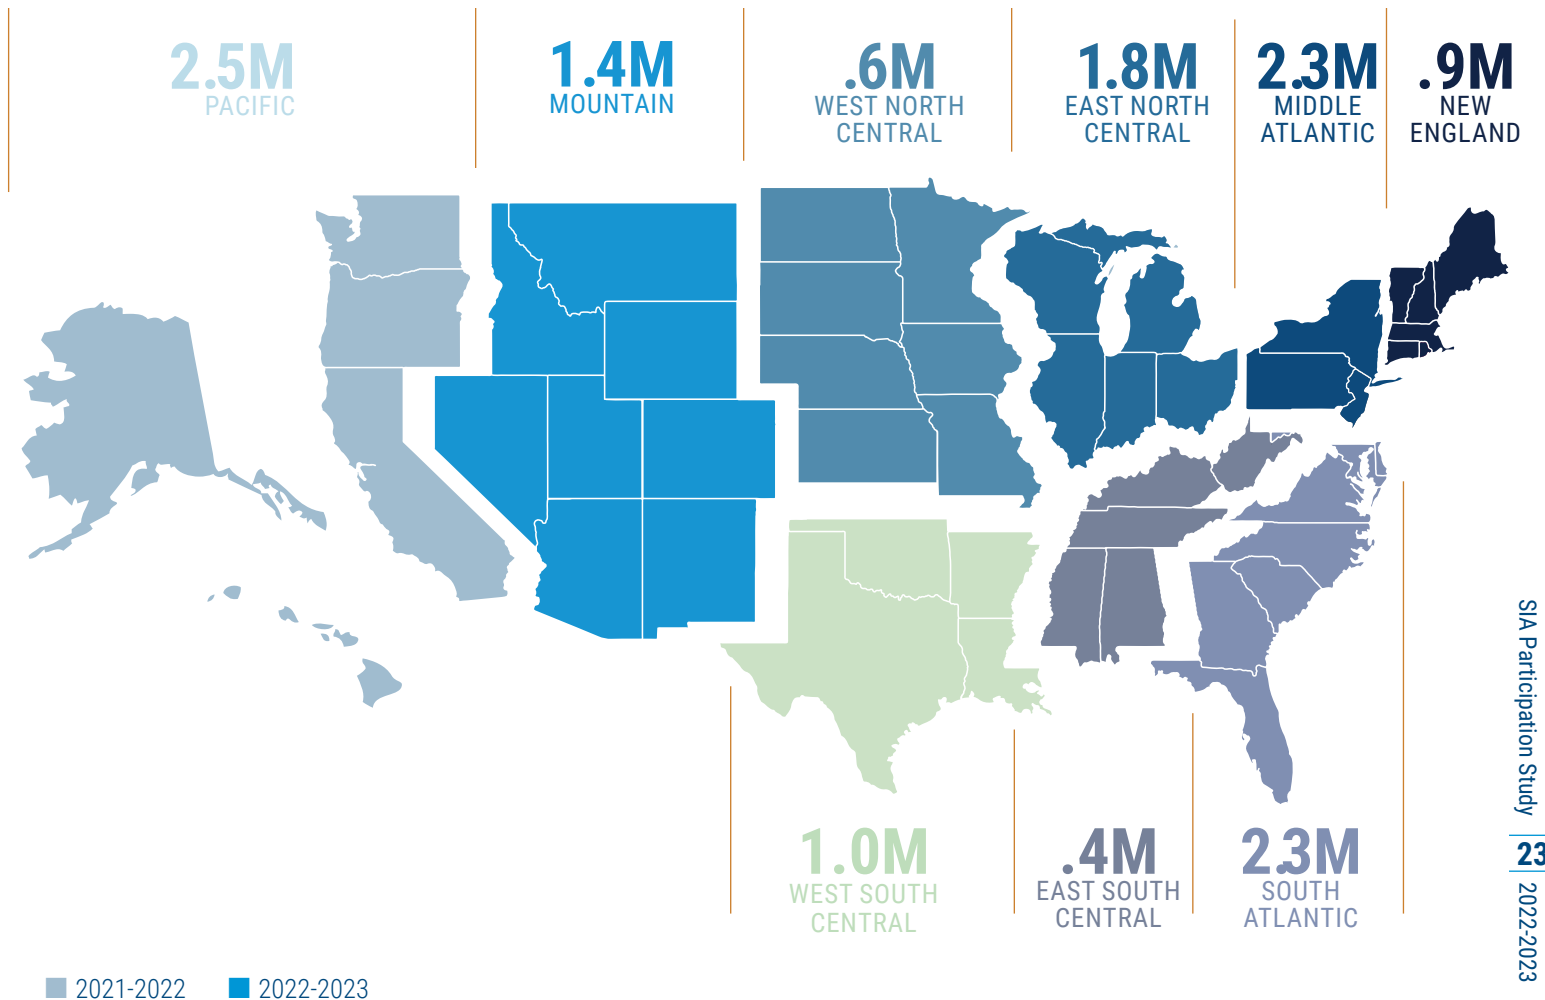 2.5M
PACIFIC
1.4M
MOUNTAIN
.6M
WEST NORTH
CENTRAL
1.8M
EAST NORTH
CENTRAL
2.3M
MIDDLE
ATLANTIC
.9M
NEW
ENGLAND
1.0M
WEST SOUTH
CENTRAL
.4M
EAST SOUTH
CENTRAL
2.3M
SOUTH
ATLANTIC
SIA Participation Study
23
2022-2023
2021-2022
2022-2023